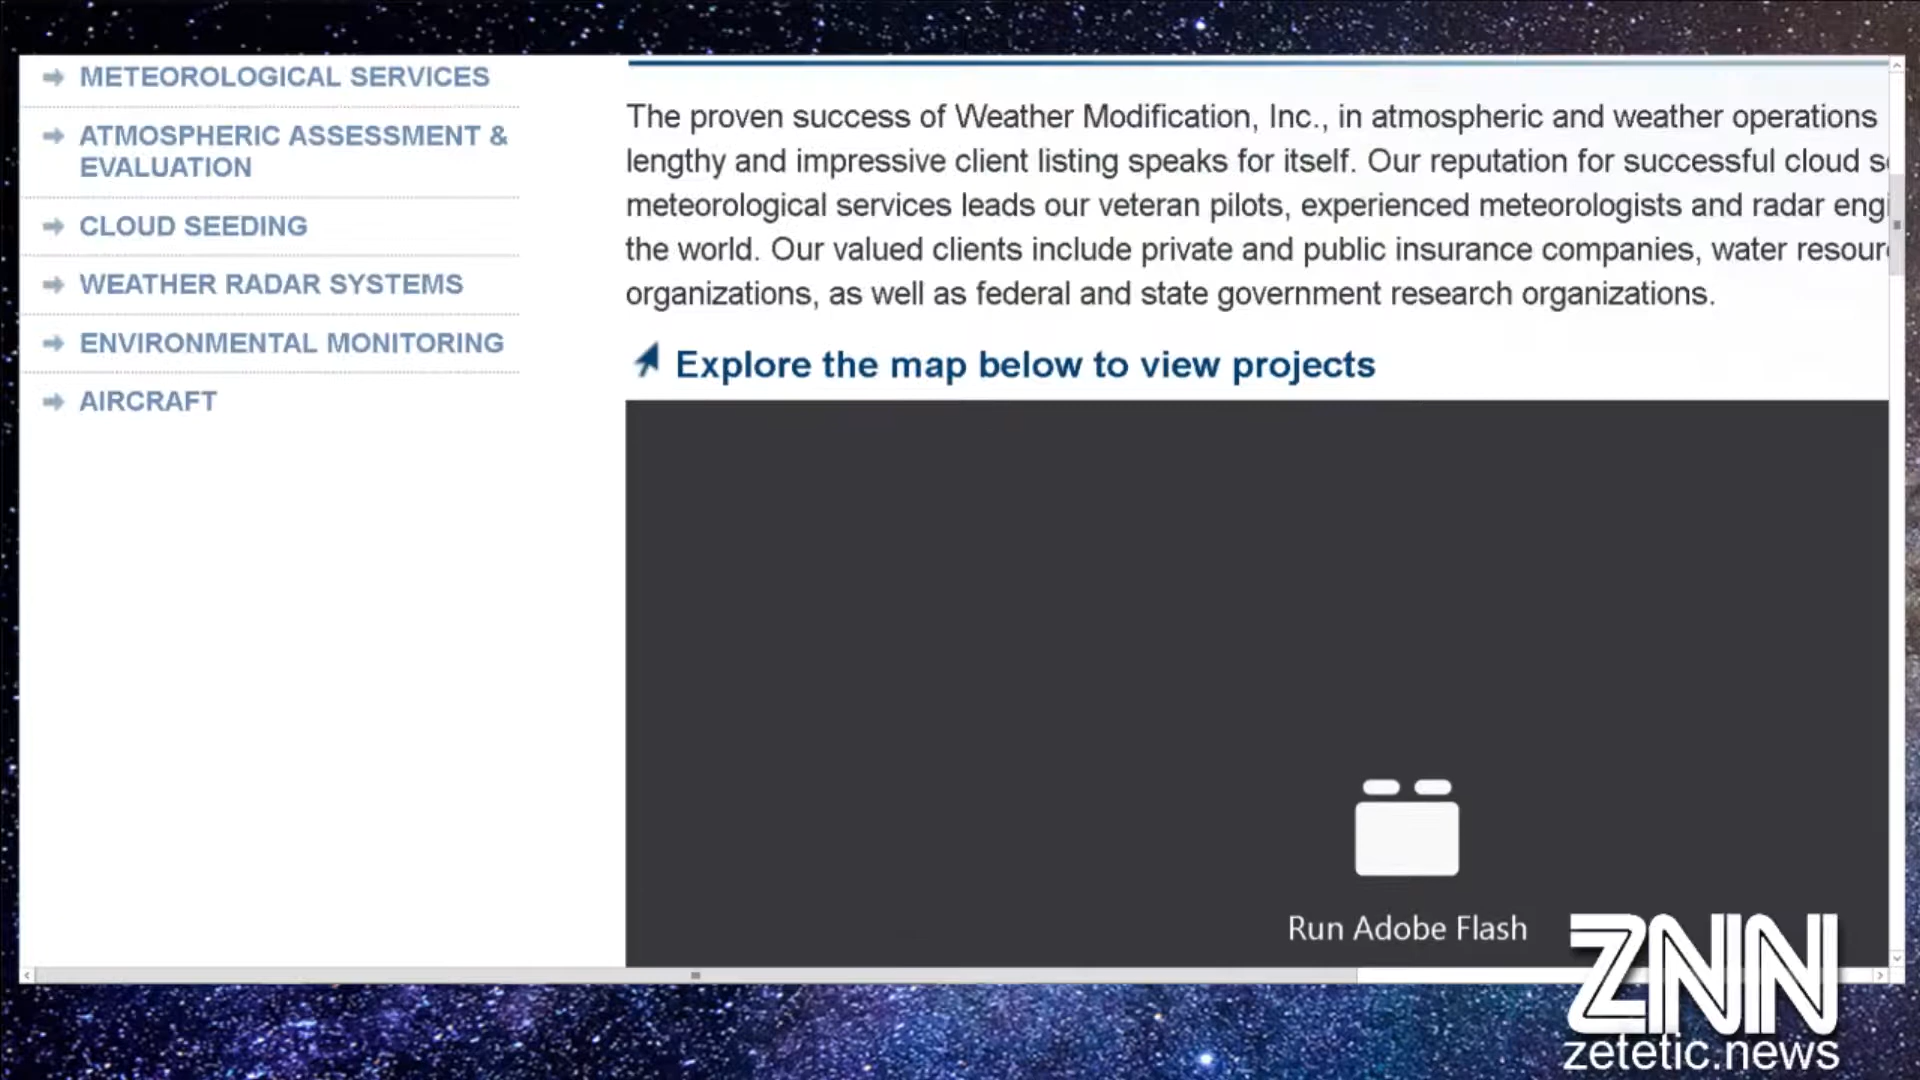 METEOROLOGICAL SERVICES
ATMOSPHERIC ASSESSMENT &
EVALUATION
CLOUD SEEDING
WEATHER RADAR SYSTEMS
ENVIRONMENTAL MONITORING
AIRCRAFT
The proven success of Weather Modification, Inc., in atmospheric and weather operations
lengthy and impressive client listing speaks for itself. Our reputation for successful cloud
meteorological services leads our veteran pilots, experienced meteorologists and radar engi
the world. Our valued clients include private and public insurance companies, water resour
organizations, as well as federal and state government research organizations.
Explore the map below to view projects
Run Adobe Flash
ZNN
zetetic.news